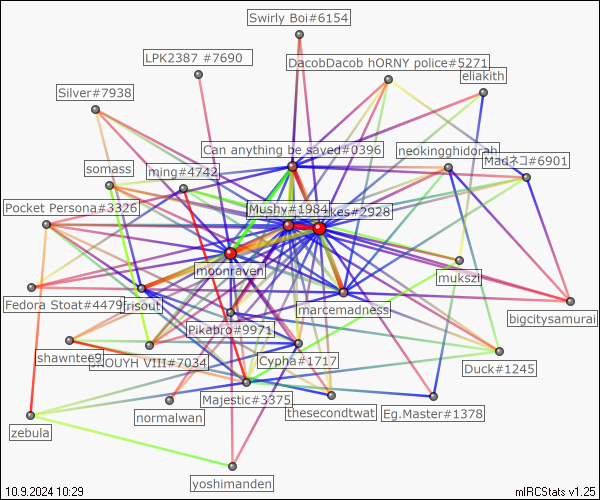 Swirly Boi#6154
LPK2387 #7690
DacobDacob hORNY police#5271
eliakith
Silver#7938
Can anything be sayed#0396
neokingghidorah
Madネコ#6901
somass
ming#4742
Pocket Persona#3326
Mushy#1984
kes#2928
moonraven
mukszi
Fedora Stoat#4479
frisout
marcemadness
bigcitysamurai
Pikabro#9971
shawntee9
JNOUYH VIII#7034
Cypha#1717
Duck#1245
Majestic#3375
normalwan
thesecondtwat
Eg.Master#1378
zebula
yoshimanden
10.9.2024 10:29
mIRCStats v1.25